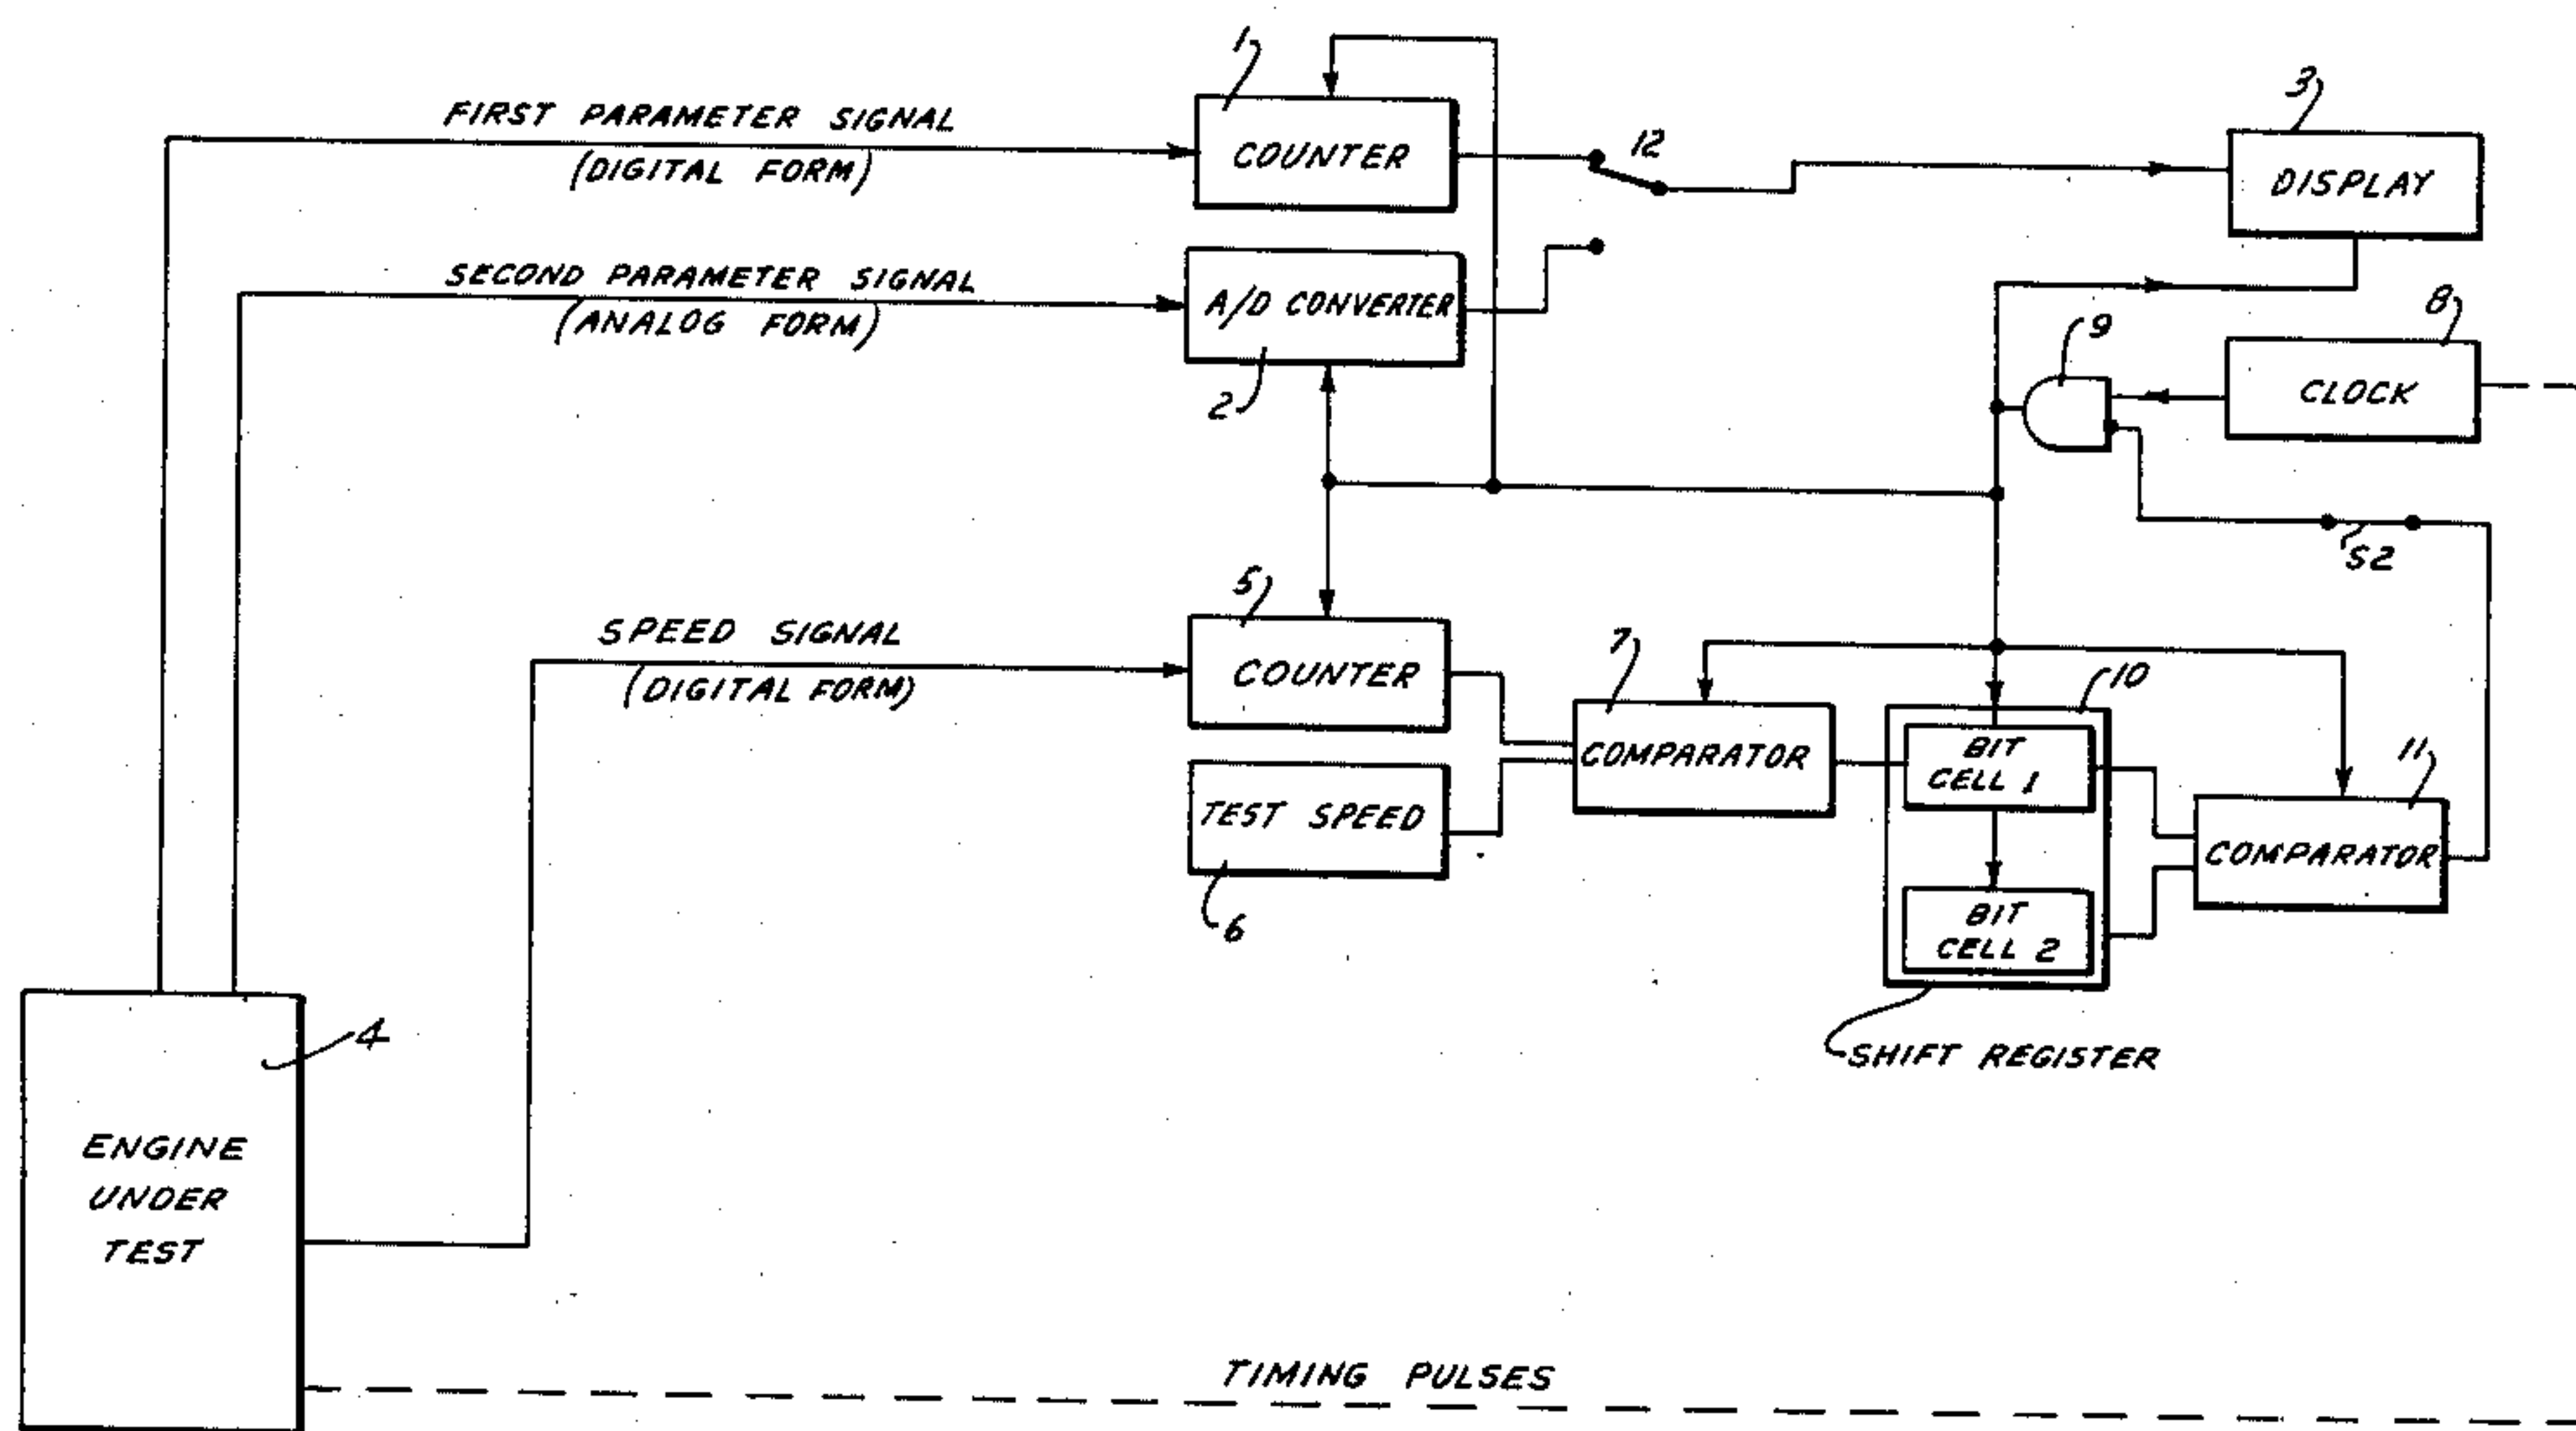 1
3
FIRST PARAMETER SIGNAL
(DIGITAL FORM)
COUNTER
12
DISPLAY
SECOND PARAMETER SIGNAL
(ANALOG FORM)
A/D CONVERTER
2
9
8
CLOCK
S2
5
SPEED SIGNAL
(DIGITAL FORM)
COUNTER
7
COMPARATOR
10
BIT
CELL 1
11
TEST SPEED
6
COMPARATOR
BIT
CELL 2
SHIFT REGISTER
4
ENGINE
UNDER
TEST
TIMING PULSES